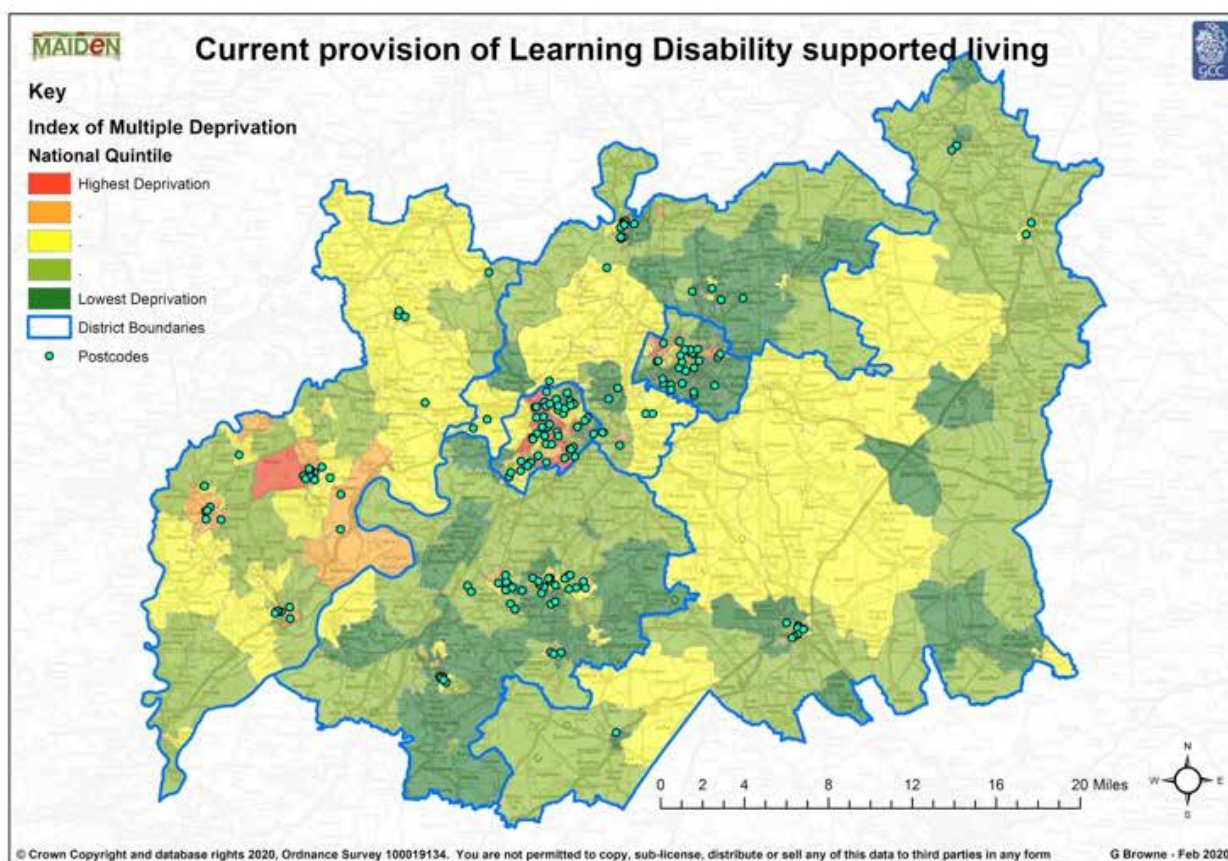 MAIDEN
Current provision of Learning Disability supported living
GCC
Key
Index of Multiple Deprivation
National Quintile
Highest Deprivation
.
.
.
Lowest Deprivation
District Boundaries
Postcodes
N
W E
S
0 2 4 8 12 16 20 Miles
© Crown Copyright and database rights 2020, Ordnance Survey 100019134. You are not permitted to copy, sub-license, distribute or sell any of this data to third parties in any form
G Browne - Feb